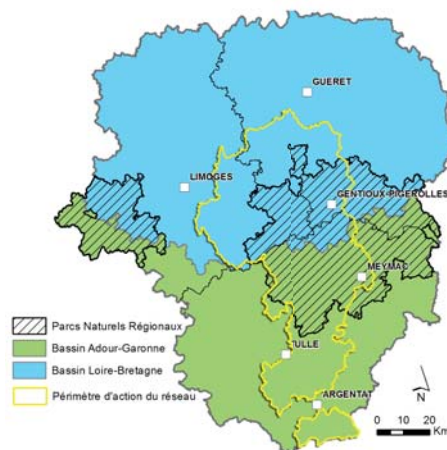 GUERET
LIMOGES
GENTIOUX-PIGEROLLES
MEYMAC
TULLE
ARGENTAT
Parcs Naturels Régionaux
Bassin Adour-Garonne
Bassin Loire-Bretagne
Périmètre d'action du réseau
N
0 10 20
Km